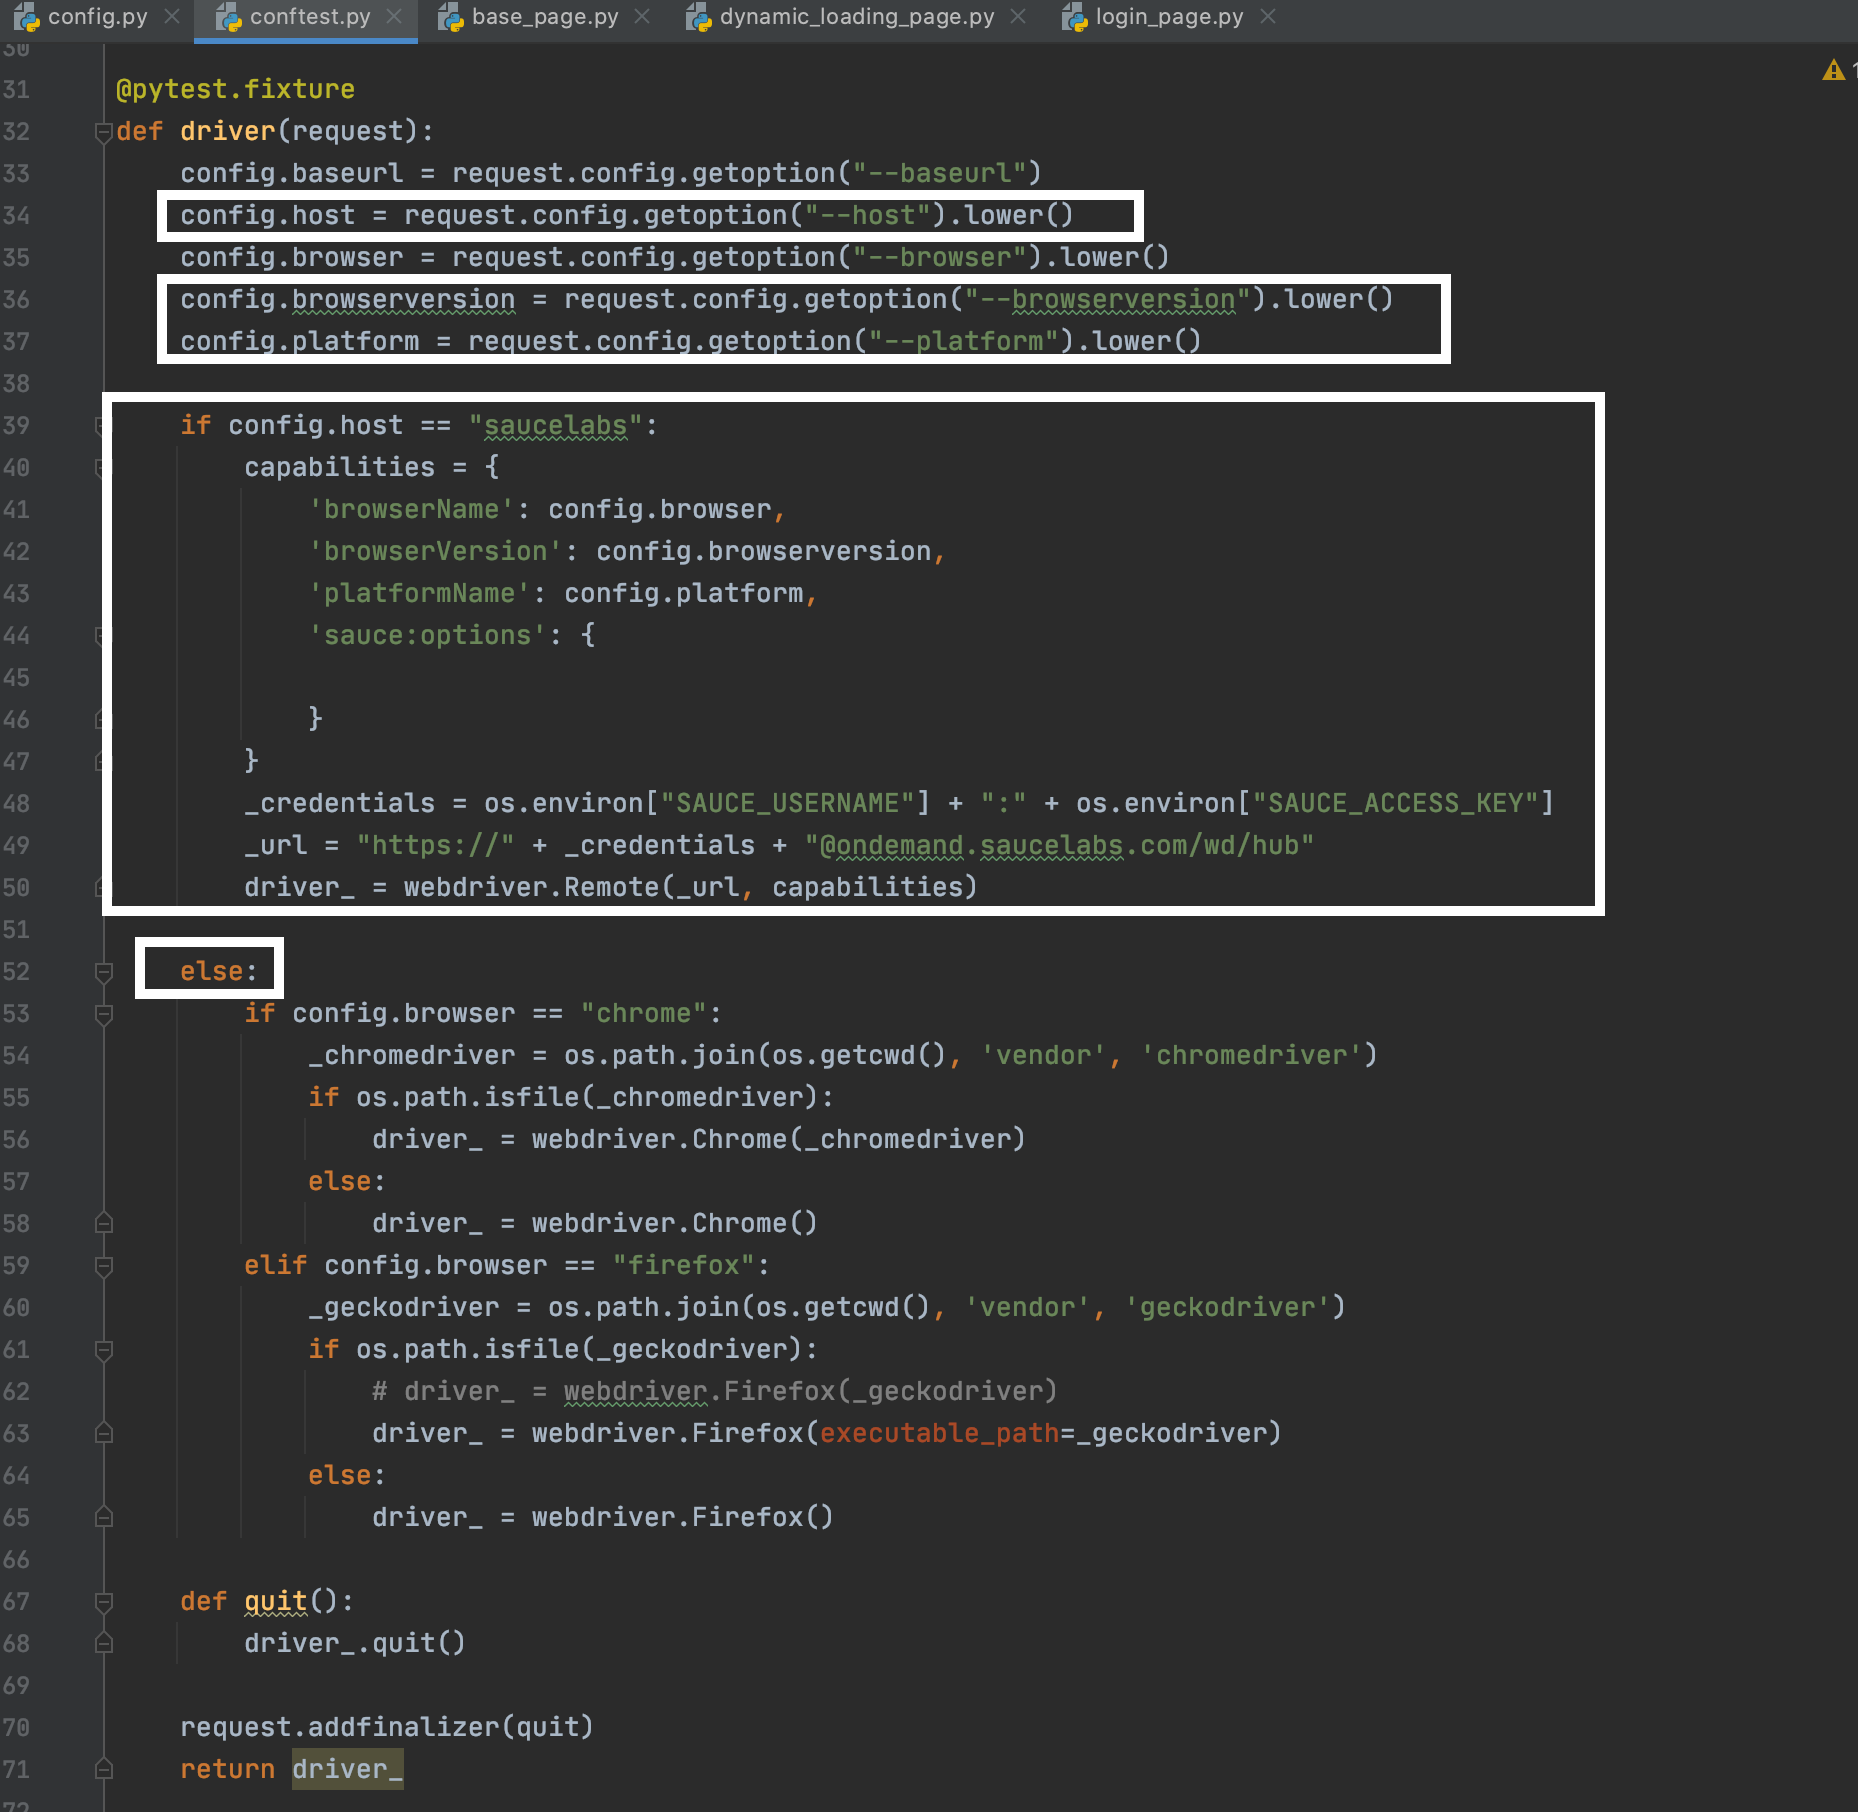 config.py conftest.py base_page.py dynamic_loading_page.py login_page.py
30
31 @pytest.fixture
32 def driver(request):
33     config.baseurl = request.config.getoption("--baseurl")
34     config.host = request.config.getoption("--host").lower()
35     config.browser = request.config.getoption("--browser").lower()
36     config.browserversion = request.config.getoption("--browserversion").lower()
37     config.platform = request.config.getoption("--platform").lower()
38
39     if config.host == "saucelabs":
40         capabilities = {
41             'browserName': config.browser,
42             'browserVersion': config.browserversion,
43             'platformName': config.platform,
44             'sauce:options': {
45
46             }
47         }
48         _credentials = os.environ["SAUCE_USERNAME"] + ":" + os.environ["SAUCE_ACCESS_KEY"]
49         _url = "https://" + _credentials + "@ondemand.saucelabs.com/wd/hub"
50         driver_ = webdriver.Remote(_url, capabilities)
51
52     else:
53         if config.browser == "chrome":
54             _chromedriver = os.path.join(os.getcwd(), 'vendor', 'chromedriver')
55             if os.path.isfile(_chromedriver):
56                 driver_ = webdriver.Chrome(_chromedriver)
57             else:
58                 driver_ = webdriver.Chrome()
59         elif config.browser == "firefox":
60             _geckodriver = os.path.join(os.getcwd(), 'vendor', 'geckodriver')
61             if os.path.isfile(_geckodriver):
62                 # driver_ = webdriver.Firefox(_geckodriver)
63                 driver_ = webdriver.Firefox(executable_path=_geckodriver)
64             else:
65                 driver_ = webdriver.Firefox()
66
67     def quit():
68         driver_.quit()
69
70     request.addfinalizer(quit)
71     return driver_
72